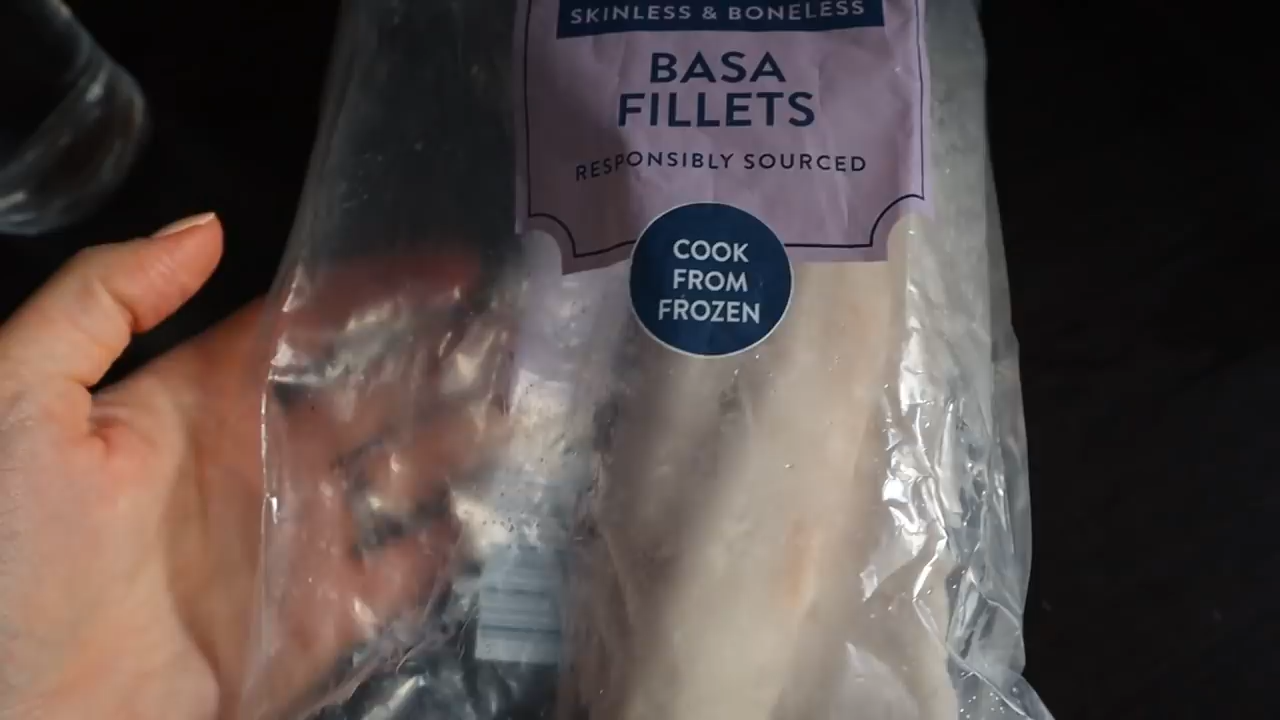 SKINLESS & BONELESS
BASA
FILLETS
RESPONSIBLY SOURCED
COOK
FROM
FROZEN